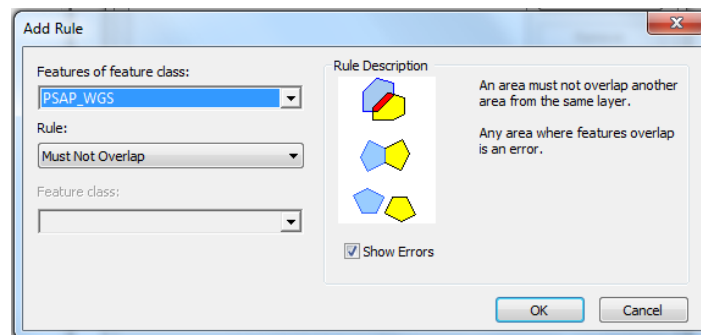 Add Rule
Features of feature class:
PSAP_WGS
Rule:
Must Not Overlap
Feature class:
Rule Description
An area must not overlap another
area from the same layer.
Any area where features overlap
is an error.
Show Errors
OK
Cancel